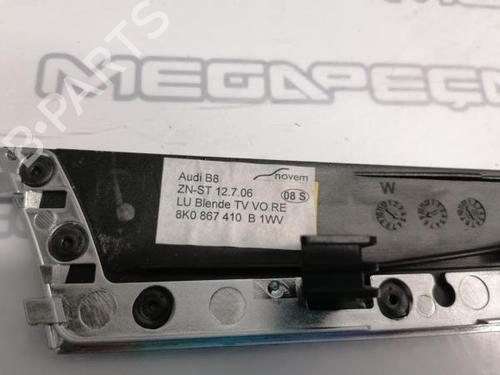 MEGAPEÇA
B-PARTS
Audi B8
novem
ZN-ST 12.7.06
08 S
LU Blende TV VO RE
8K0 867 410 B 1WV
W